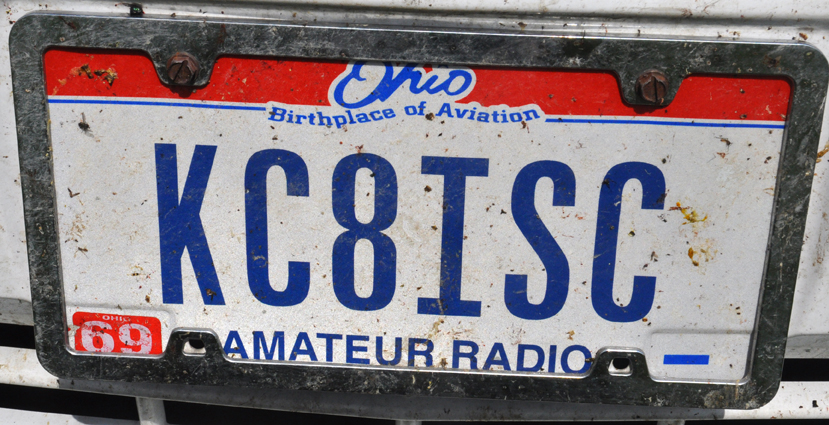 Ohio
Birthplace of Aviation
KC8ISC
OHIO
69
AMATEUR RADIO